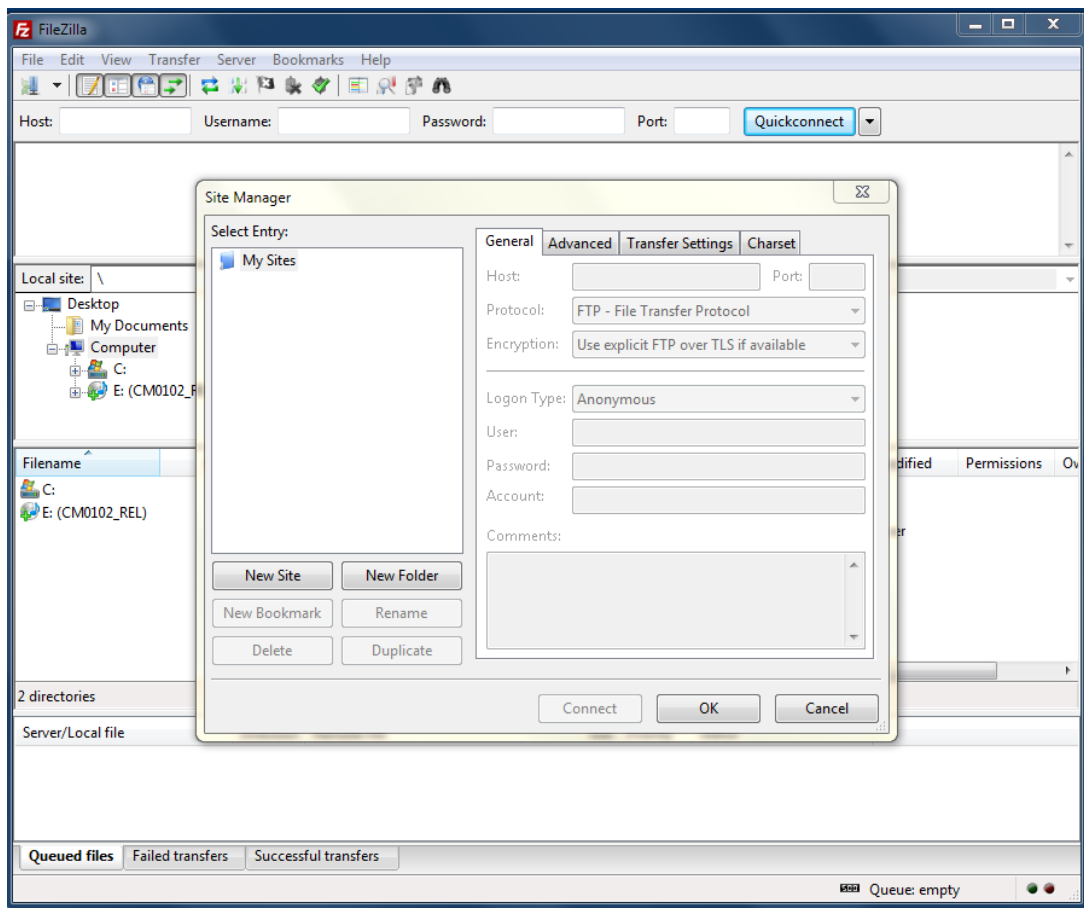 FileZilla
File Edit View Transfer Server Bookmarks Help
Host: Username: Password: Port: Quickconnect
Site Manager
Select Entry:
My Sites
General Advanced Transfer Settings Charset
Host: Port:
Protocol: FTP - File Transfer Protocol
Encryption: Use explicit FTP over TLS if available
Logon Type: Anonymous
User:
Password:
Account:
Comments:
New Site New Folder
New Bookmark Rename
Delete Duplicate
Connect OK Cancel
Local site: \
Desktop
My Documents
Computer
C:
E: (CM0102_R
Filename
dified Permissions Ow
C:
E: (CM0102_REL)
er
2 directories
Server/Local file
Queued files Failed transfers Successful transfers
Queue: empty